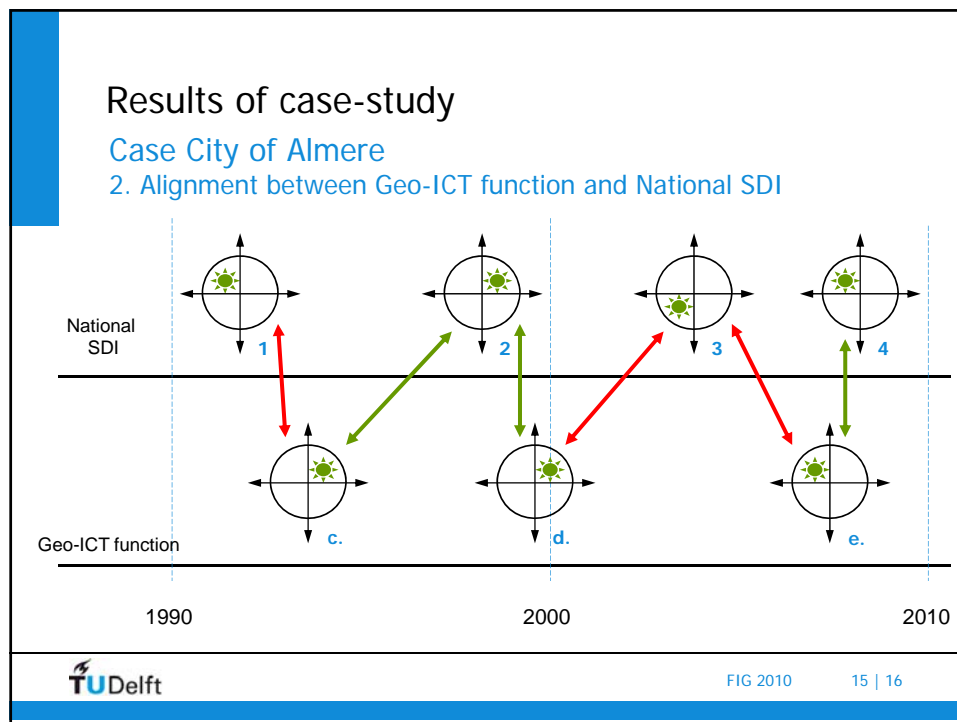 Results of case-study
Case City of Almere
2. Alignment between Geo-ICT function and National SDI
National
SDI
1
2
3
4
Geo-ICT function
c.
d.
e.
1990
2000
2010
TUDelft
FIG 2010
15 | 16